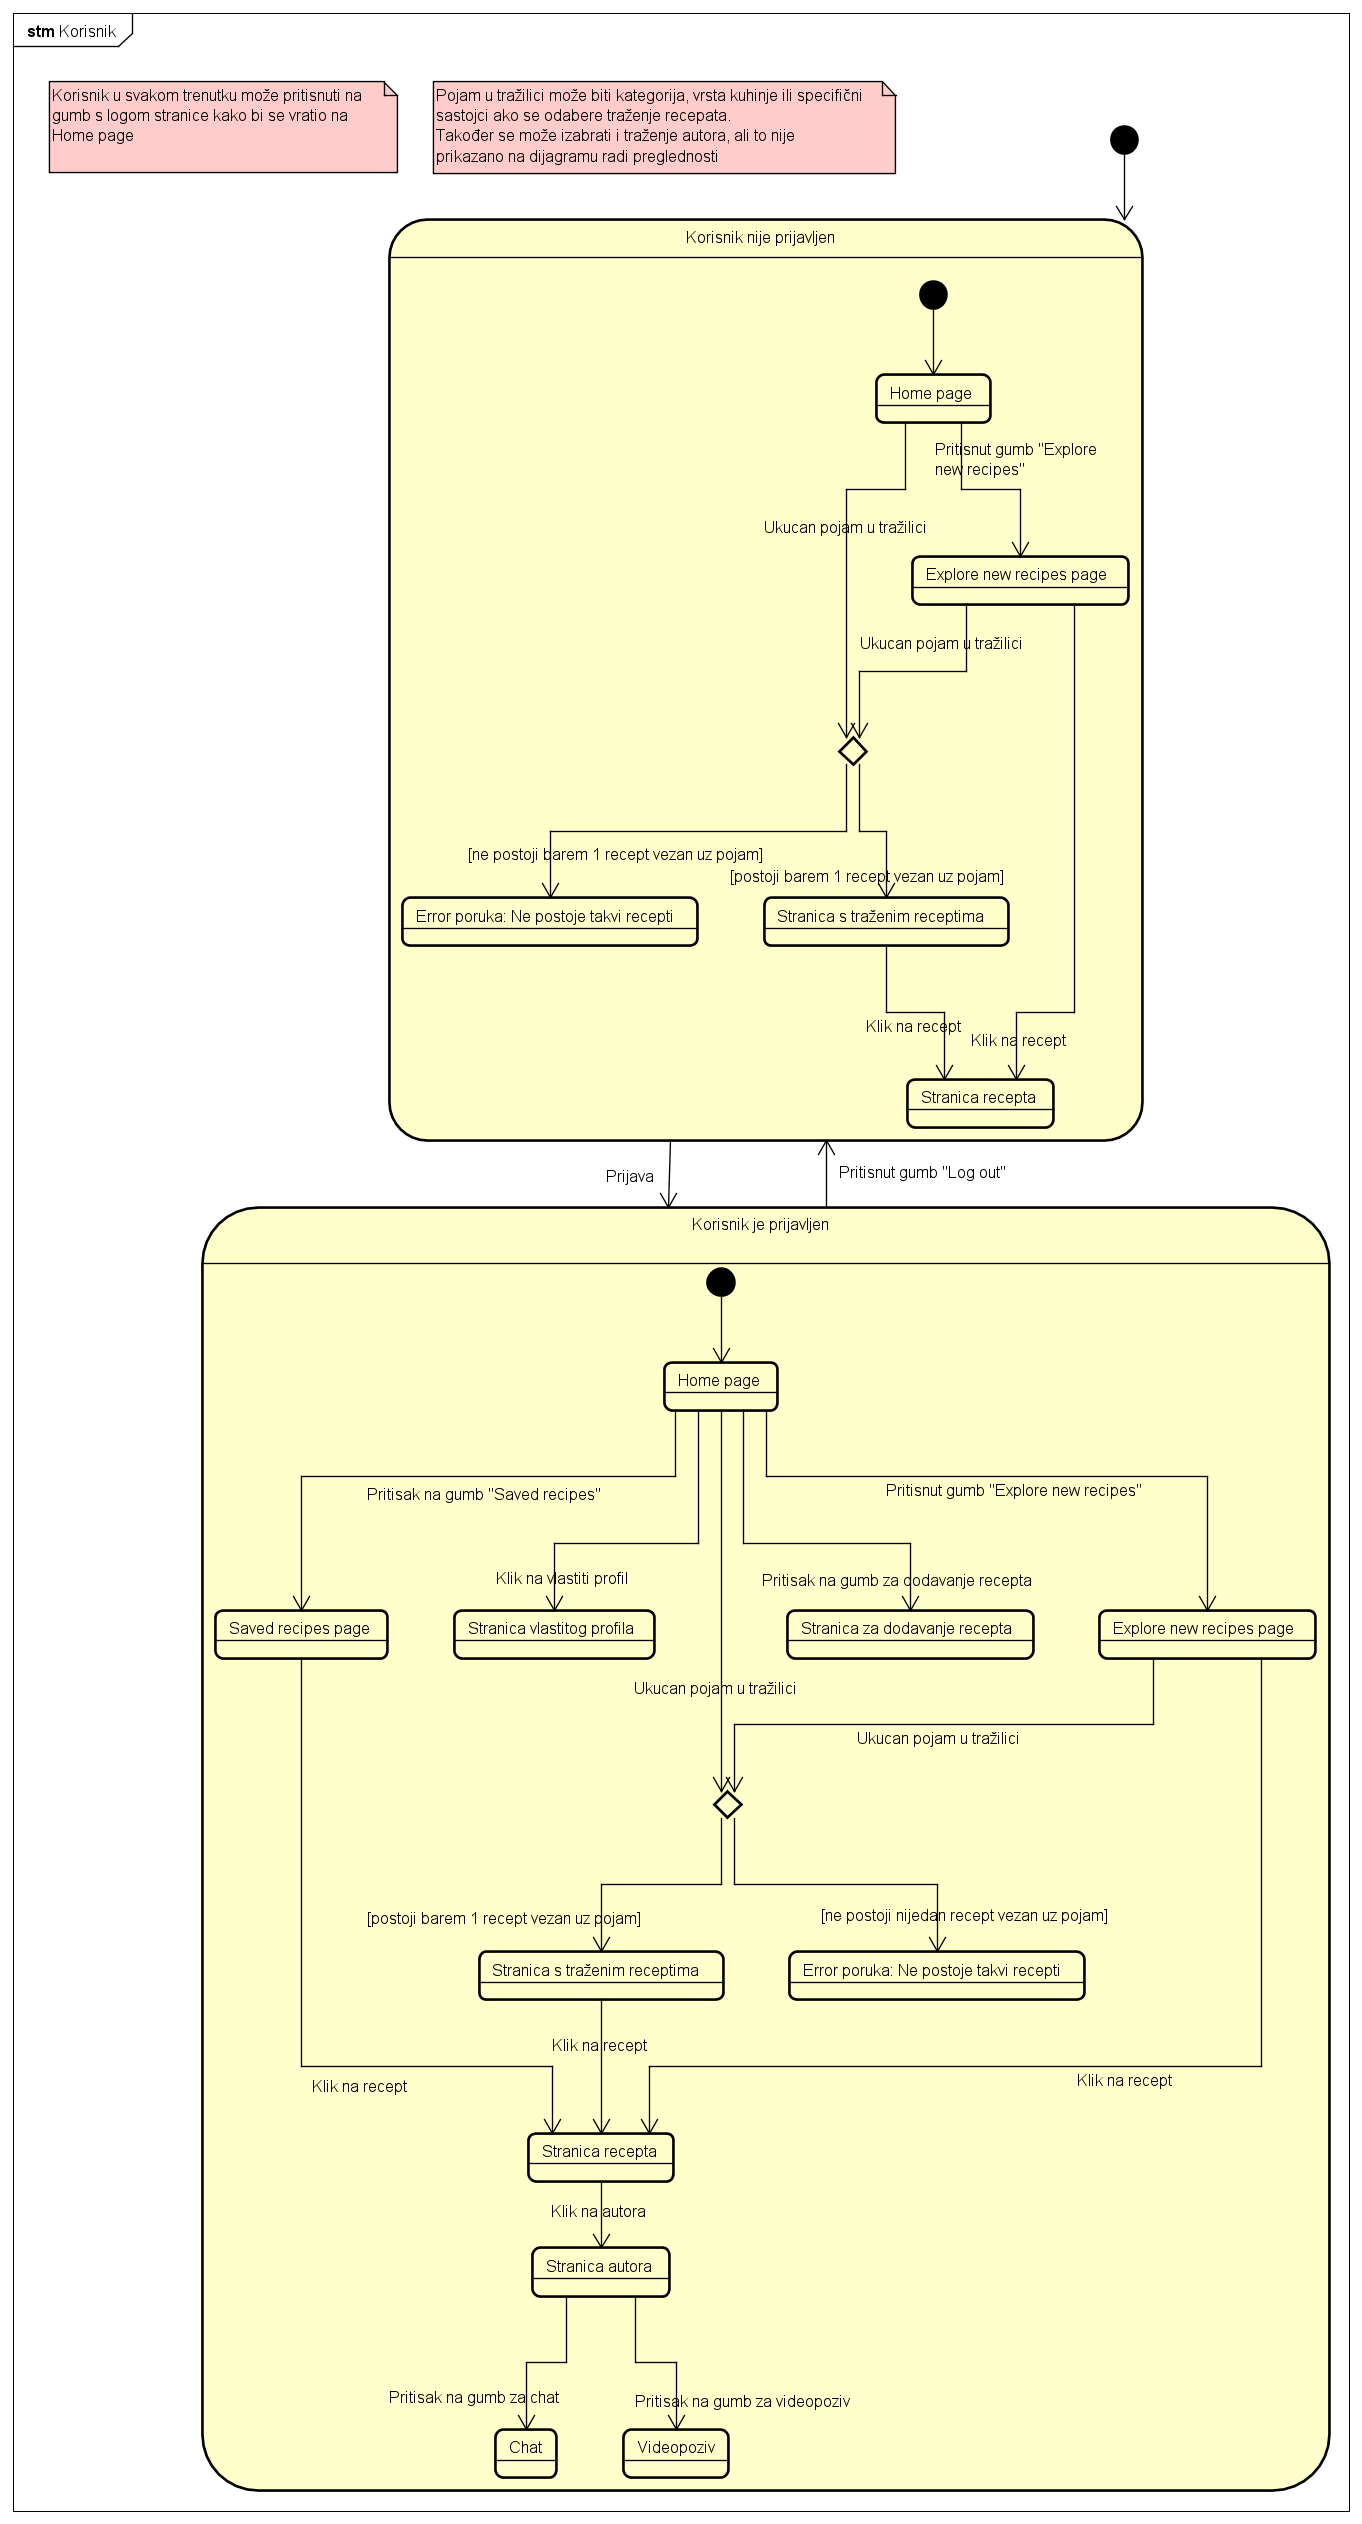 stm Korisnik
Korisnik u svakom trenutku može pritisnuti na
gumb s logom stranice kako bi se vratio na
Home page
Pojam u tražilici može biti kategorija, vrsta kuhinje ili specifični
sastojci ako se odabere traženje recepata.
Također se može izabrati i traženje autora, ali to nije
prikazano na dijagramu radi preglednosti
Korisnik nije prijavljen
Home page
Pritisnut gumb "Explore
new recipes"
Ukucan pojam u tražilici
Explore new recipes page
Ukucan pojam u tražilici
[ne postoji barem 1 recept vezan uz pojam]
[postoji barem 1 recept vezan uz pojam]
Error poruka: Ne postoje takvi recepti
Stranica s traženim receptima
Klik na recept
Klik na recept
Stranica recepta
Prijava
Pritisnut gumb "Log out"
Korisnik je prijavljen
Home page
Pritisak na gumb "Saved recipes"
Pritisnut gumb "Explore new recipes"
Klik na vlastiti profil
Pritisak na gumb za dodavanje recepta
Saved recipes page
Stranica vlastitog profila
Stranica za dodavanje recepta
Explore new recipes page
Ukucan pojam u tražilici
Ukucan pojam u tražilici
[postoji barem 1 recept vezan uz pojam]
[ne postoji nijedan recept vezan uz pojam]
Stranica s traženim receptima
Error poruka: Ne postoje takvi recepti
Klik na recept
Klik na recept
Klik na recept
Stranica recepta
Klik na autora
Stranica autora
Pritisak na gumb za chat
Pritisak na gumb za videopoziv
Chat
Videopoziv